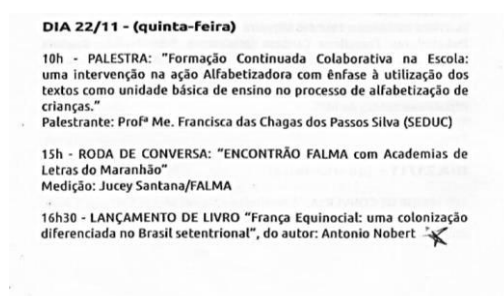 DIA 22/11 - (quinta-feira)
10h - PALESTRA: "Formação Continuada Colaborativa na Escola:
uma intervenção na ação Alfabetizadora com ênfase à utilização dos
textos como unidade básica de ensino no processo de alfabetização de
crianças."
Palestrante: Profª Me. Francisca das Chagas dos Passos Silva (SEDUC)
15h - RODA DE CONVERSA: "ENCONTRÃO FALMA com Academias de
Letras do Maranhão"
Medição: Jucey Santana/FALMA
16h30 - LANÇAMENTO DE LIVRO "França Equinocial: uma colonização
diferenciada no Brasil setentrional", do autor: Antonio Nobert